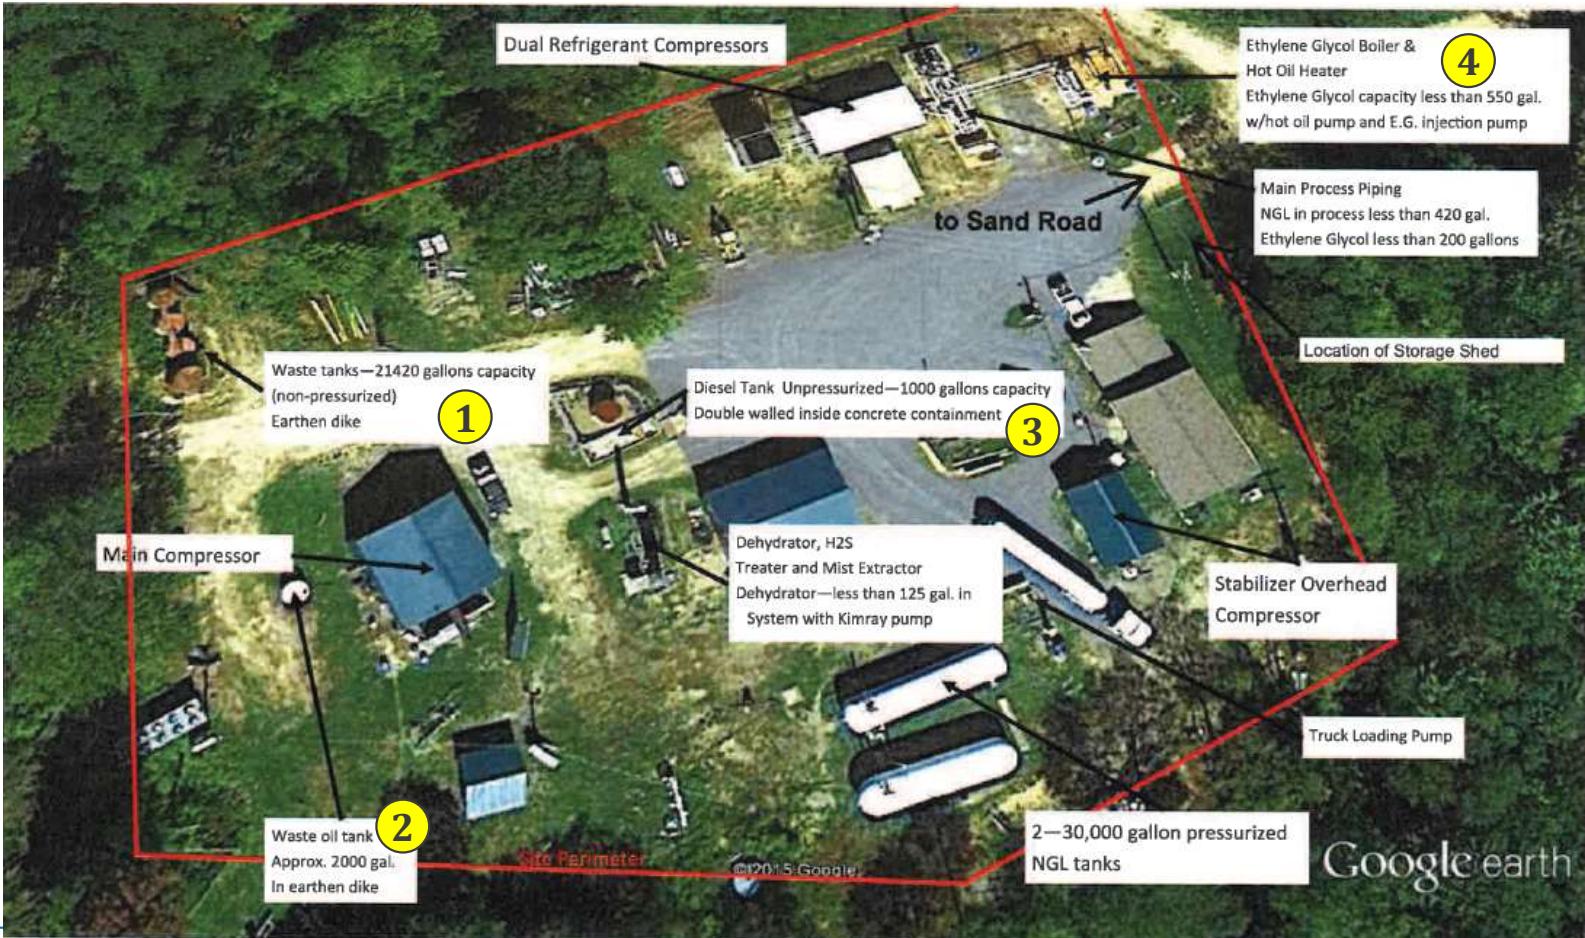 Dual Refrigerant Compressors
Ethylene Glycol Boiler &
Hot Oil Heater
Ethylene Glycol capacity less than 550 gal.
w/hot oil pump and E.G. injection pump
4
Main Process Piping
NGL in process less than 420 gal.
Ethylene Glycol less than 200 gallons
to Sand Road
Location of Storage Shed
Waste tanks—21420 gallons capacity
(non-pressurized)
Earthen dike
1
Diesel Tank Unpressurized—1000 gallons capacity
Double walled inside concrete containment
3
Main Compressor
Dehydrator, H2S
Treater and Mist Extractor
Dehydrator—less than 125 gal. in
System with Kimray pump
Stabilizer Overhead
Compressor
Truck Loading Pump
Waste oil tank
Approx. 2000 gal.
In earthen dike
2
Site Perimeter
©2015 Google
2—30,000 gallon pressurized
NGL tanks
Google earth